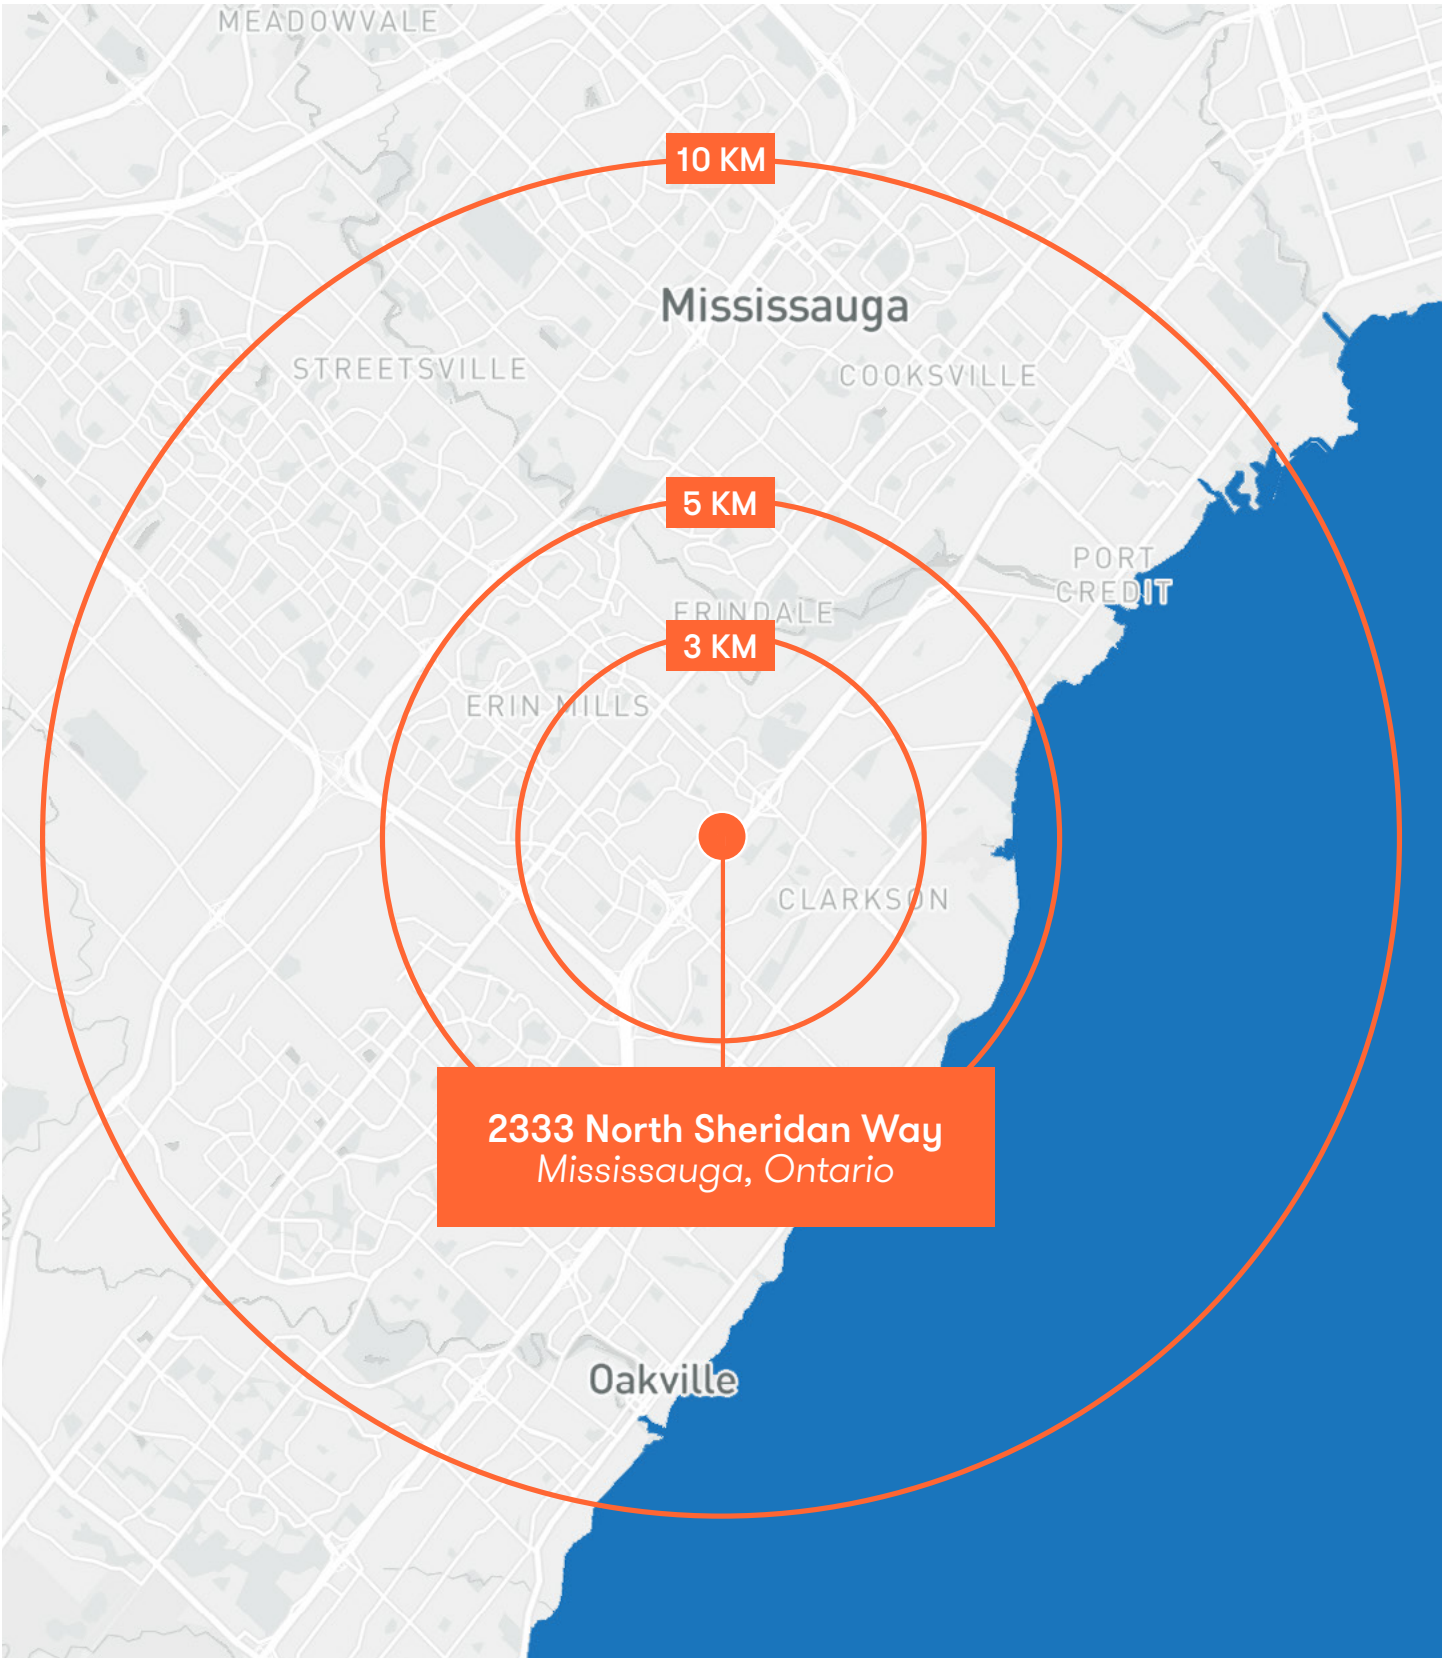 MEADOWVALE
10 KM
Mississauga
STREETSVILLE
COOKSVILLE
5 KM
PORT
CREDIT
ERINDALE
3 KM
ERIN MILLS
CLARKSON
2333 North Sheridan Way
Mississauga, Ontario
Oakville